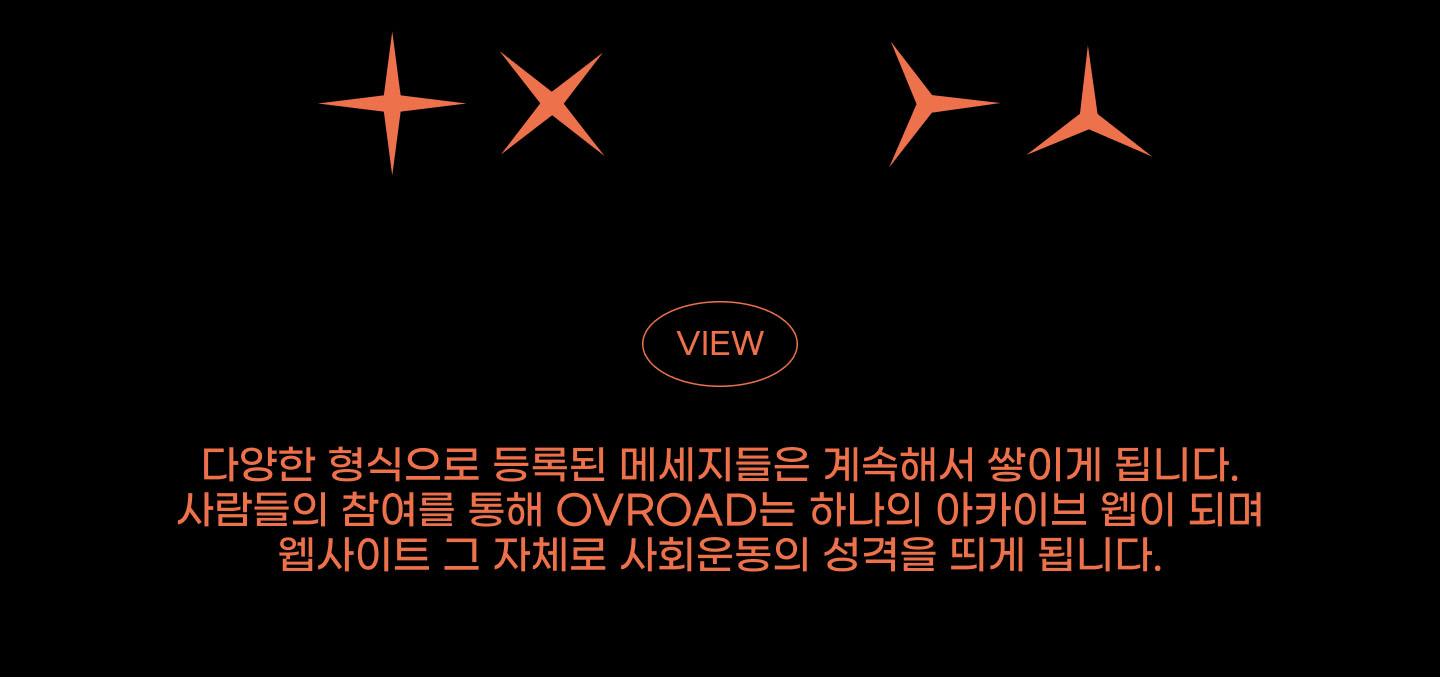 VIEW
다양한 형식으로 등록된 메세지들은 계속해서 쌓이게 됩니다.
사람들의 참여를 통해 OVROAD는 하나의 아카이브 웹이 되며
웹사이트 그 자체로 사회운동의 성격을 띄게 됩니다.